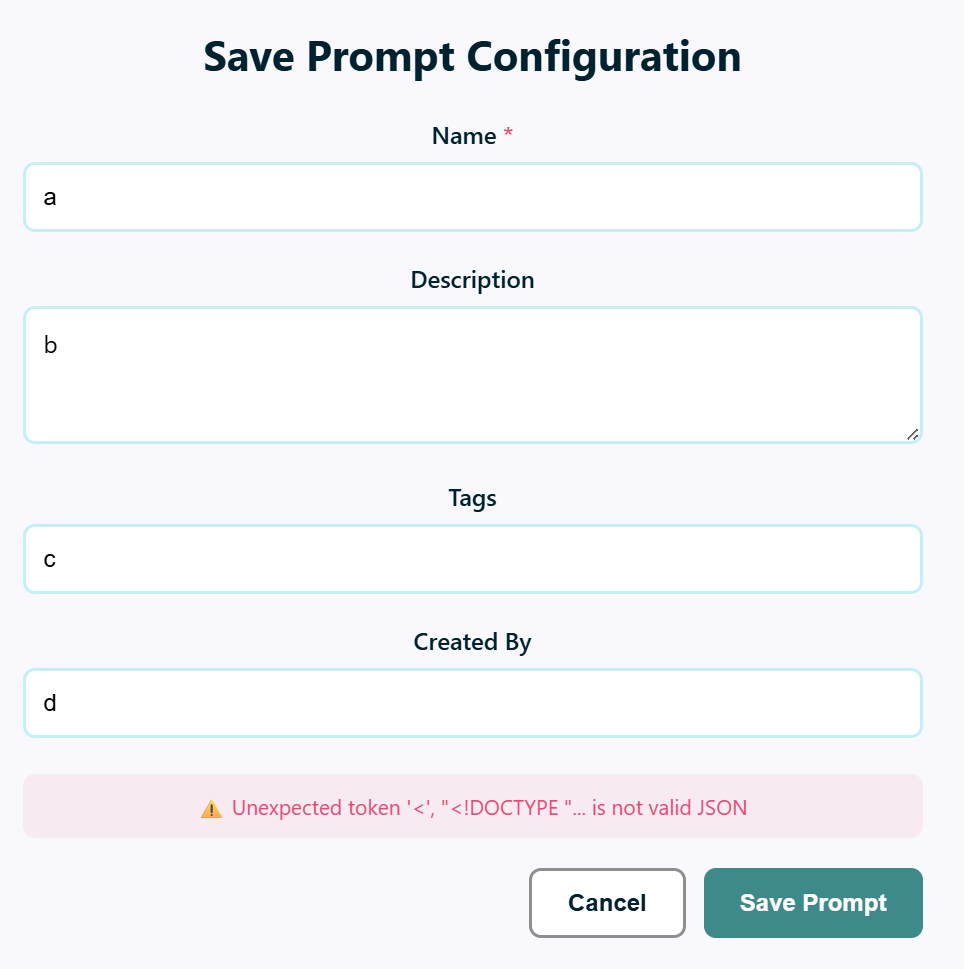 Save Prompt Configuration
Name *
a
Description
b
Tags
c
Created By
d
⚠️ Unexpected token '<', "<!DOCTYPE "... is not valid JSON
Cancel
Save Prompt